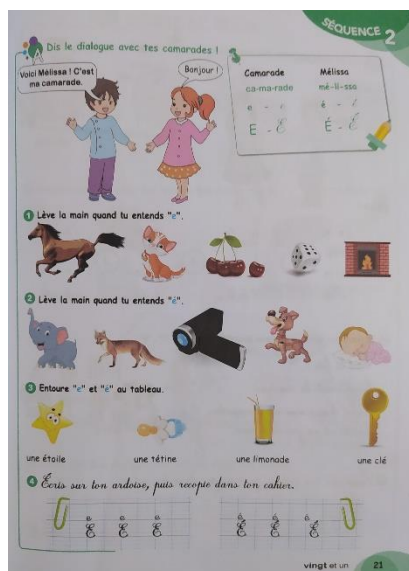 SÉQUENCE 2
Dis le dialogue avec tes camarades !
Voici Mélissa ! C'est
ma camarade.
Bonjour !
Camarade Mélissa
ca-ma-rade mé-li-ssa
e - e é - é
E - E É - É
1 Lève la main quand tu entends "e".
2 Lève la main quand tu entends "é".
3 Entoure "e" et "é" au tableau.
une étoile une tétine une limonade une clé
4 Écris sur ton ardoise, puis recopie dans ton cahier.
e e e é é é
E E E É É É
vingt et un 21